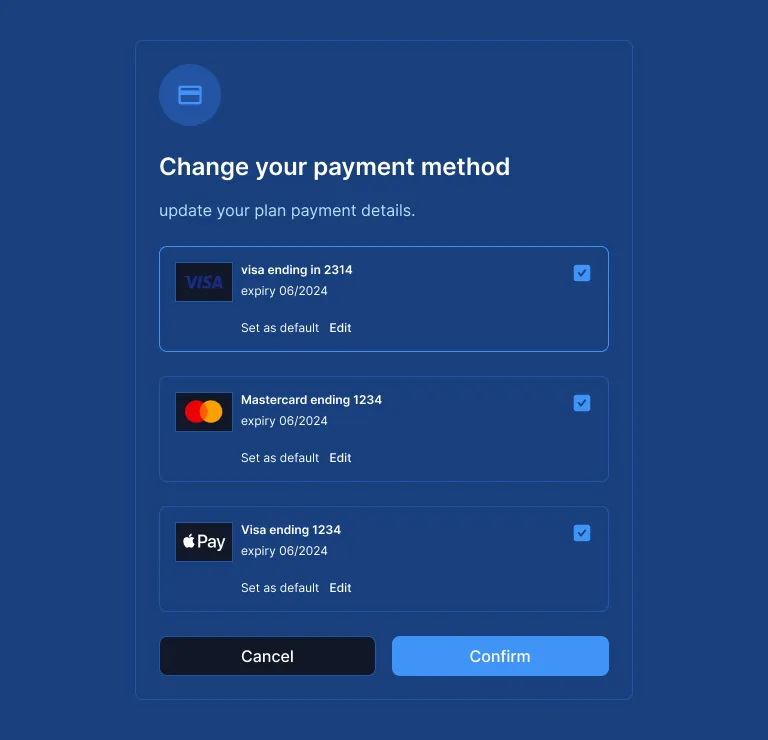 Change your payment method
update your plan payment details.
VISA
visa ending in 2314
expiry 06/2024
Set as default Edit
Mastercard ending 1234
expiry 06/2024
Set as default Edit
Pay
Visa ending 1234
expiry 06/2024
Set as default Edit
Cancel Confirm